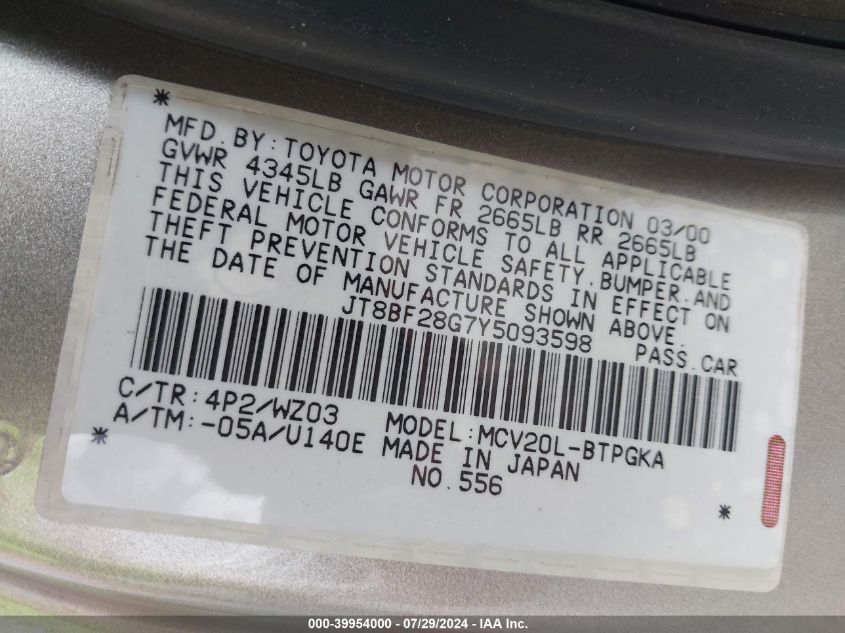 MFD. BY: TOYOTA MOTOR CORPORATION 03/00
GVWR 4345LB GAWR FR 2665LB RR 2665LB
THIS VEHICLE CONFORMS TO ALL APPLICABLE
FEDERAL MOTOR VEHICLE SAFETY, BUMPER, AND
THEFT PREVENTION STANDARDS IN EFFECT ON
THE DATE OF MANUFACTURE SHOWN ABOVE.
JT8BF28G7Y5093598 PASS. CAR
C/TR: 4P2/WZ03 MODEL: MCV20L-BTPGKA
A/TM: -05A/U140E MADE IN JAPAN
NO. 556
000-39954000 / 07/29/2024 / IAA Inc.